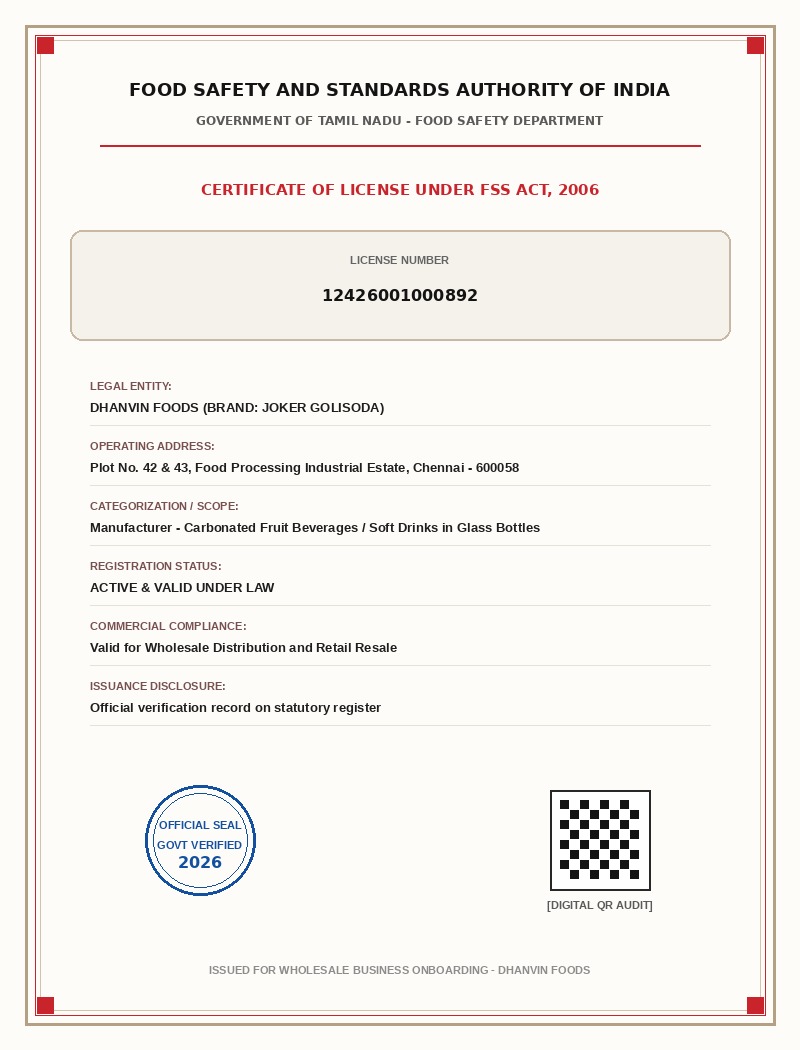 FOOD SAFETY AND STANDARDS AUTHORITY OF INDIA
GOVERNMENT OF TAMIL NADU - FOOD SAFETY DEPARTMENT
CERTIFICATE OF LICENSE UNDER FSS ACT, 2006
LICENSE NUMBER
12426001000892
LEGAL ENTITY:
DHANVIN FOODS (BRAND: JOKER GOLISODA)
OPERATING ADDRESS:
Plot No. 42 & 43, Food Processing Industrial Estate, Chennai - 600058
CATEGORIZATION / SCOPE:
Manufacturer - Carbonated Fruit Beverages / Soft Drinks in Glass Bottles
REGISTRATION STATUS:
ACTIVE & VALID UNDER LAW
COMMERCIAL COMPLIANCE:
Valid for Wholesale Distribution and Retail Resale
ISSUANCE DISCLOSURE:
Official verification record on statutory register
OFFICIAL SEAL
GOVT VERIFIED
2026
[DIGITAL QR AUDIT]
ISSUED FOR WHOLESALE BUSINESS ONBOARDING - DHANVIN FOODS